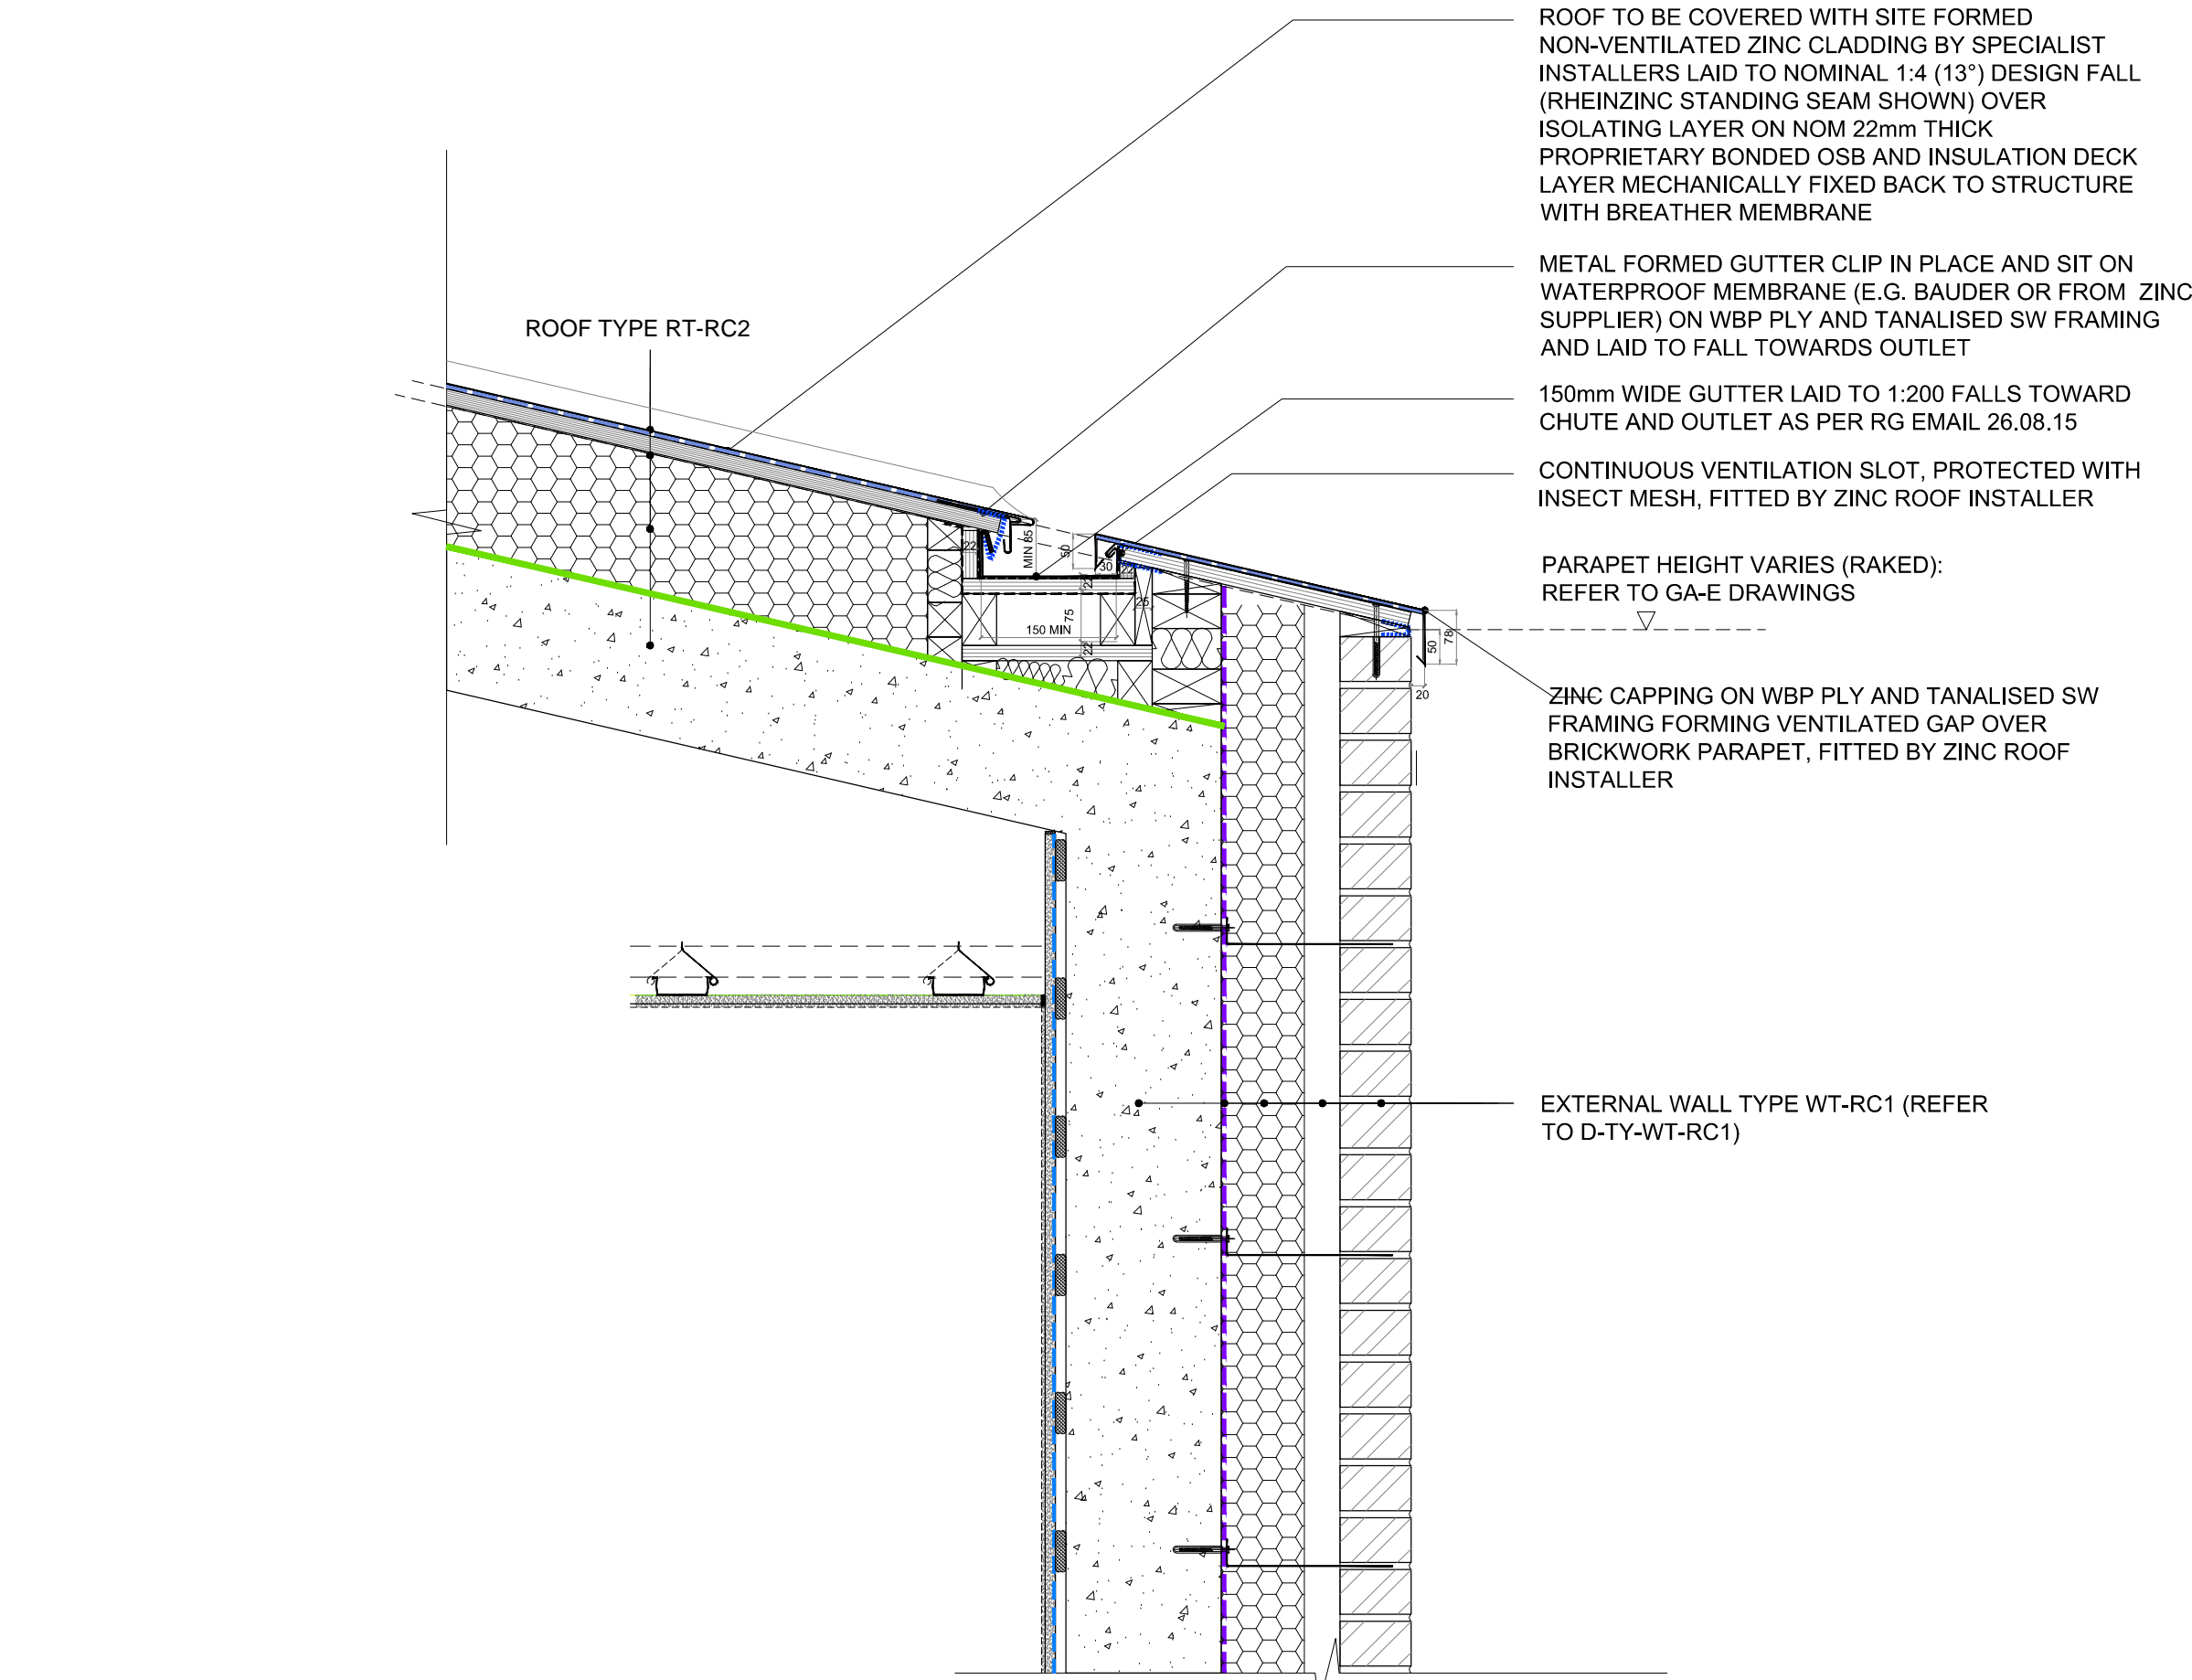 ROOF TO BE COVERED WITH SITE FORMED
NON-VENTILATED ZINC CLADDING BY SPECIALIST
INSTALLERS LAID TO NOMINAL 1:4 (13°) DESIGN FALL
(RHEINZINC STANDING SEAM SHOWN) OVER
ISOLATING LAYER ON NOM 22mm THICK
PROPRIETARY BONDED OSB AND INSULATION DECK
LAYER MECHANICALLY FIXED BACK TO STRUCTURE
WITH BREATHER MEMBRANE
METAL FORMED GUTTER CLIP IN PLACE AND SIT ON
WATERPROOF MEMBRANE (E.G. BAUDER OR FROM ZINC
SUPPLIER) ON WBP PLY AND TANALISED SW FRAMING
AND LAID TO FALL TOWARDS OUTLET
ROOF TYPE RT-RC2
150mm WIDE GUTTER LAID TO 1:200 FALLS TOWARD
CHUTE AND OUTLET AS PER RG EMAIL 26.08.15
CONTINUOUS VENTILATION SLOT, PROTECTED WITH
INSECT MESH, FITTED BY ZINC ROOF INSTALLER
PARAPET HEIGHT VARIES (RAKED):
REFER TO GA-E DRAWINGS
22
MIN 85
50
30
22
22
25
75
150 MIN
22
50
78
20
ZINC CAPPING ON WBP PLY AND TANALISED SW
FRAMING FORMING VENTILATED GAP OVER
BRICKWORK PARAPET, FITTED BY ZINC ROOF
INSTALLER
EXTERNAL WALL TYPE WT-RC1 (REFER
TO D-TY-WT-RC1)